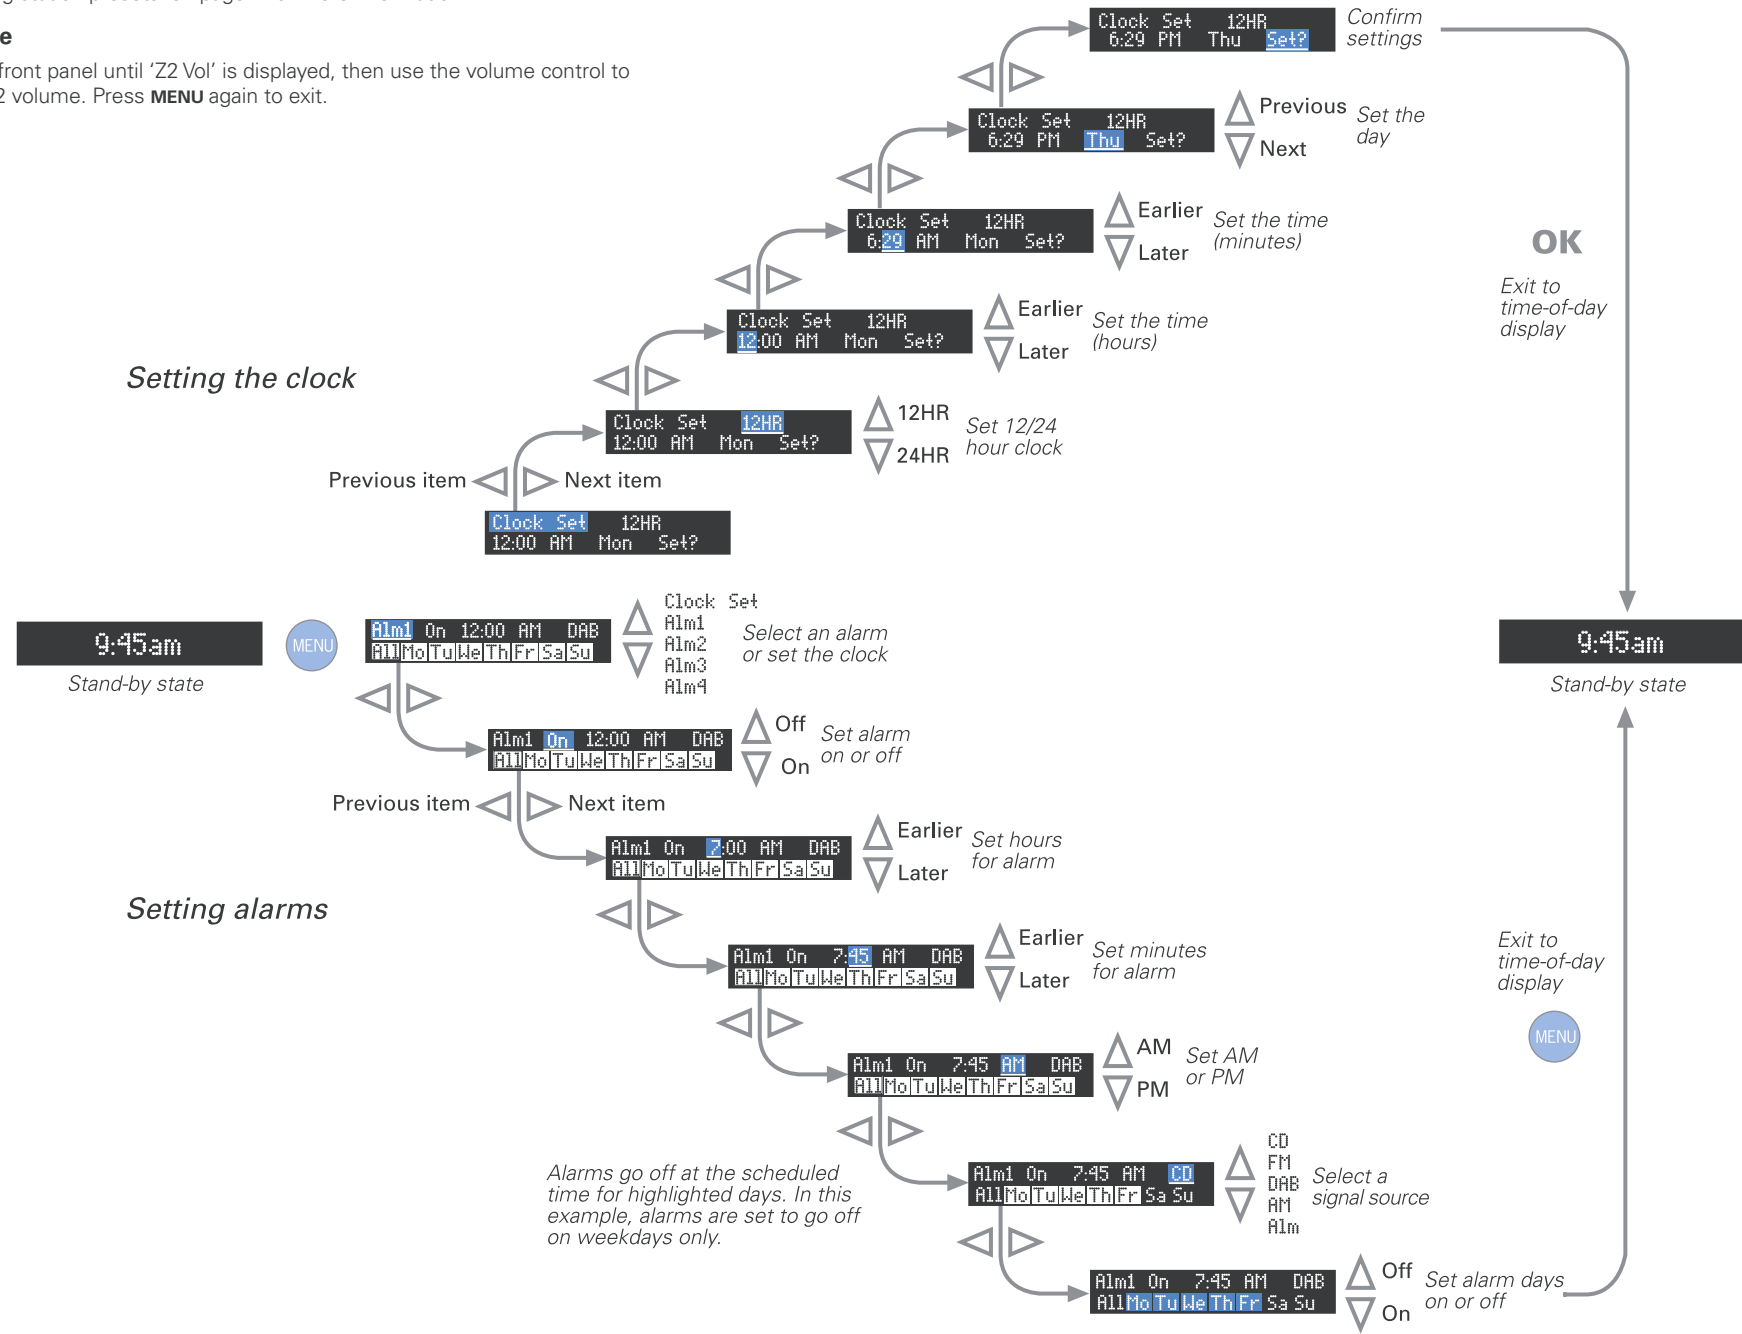 e
front panel until ‘Z2 Vol’ is displayed, then use the volume control to
2 volume. Press MENU again to exit.
Clock Set 12HR
6:29 PM Thu Set?
Confirm
settings
Clock Set 12HR
6:29 PM Thu Set?
Previous
Next
Set the
day
Clock Set 12HR
6:29 AM Mon Set?
Earlier
Later
Set the time
(minutes)
OK
Exit to
time-of-day
display
Clock Set 12HR
12:00 AM Mon Set?
Earlier
Later
Set the time
(hours)
Setting the clock
Clock Set 12HR
12:00 AM Mon Set?
12HR
24HR
Set 12/24
hour clock
Previous item
Next item
Clock Set 12HR
12:00 AM Mon Set?
9:45am
Stand-by state
MENU
Alm1 On 12:00 AM DAB
All Mo Tu We Th Fr Sa Su
Clock Set
Alm1
Alm2
Alm3
Alm4
Select an alarm
or set the clock
9:45am
Stand-by state
Alm1 On 12:00 AM DAB
All Mo Tu We Th Fr Sa Su
Off
On
Set alarm
on or off
Previous item
Next item
Alm1 On 7:00 AM DAB
All Mo Tu We Th Fr Sa Su
Earlier
Later
Set hours
for alarm
Setting alarms
Alm1 On 7:45 AM DAB
All Mo Tu We Th Fr Sa Su
Earlier
Later
Set minutes
for alarm
Exit to
time-of-day
display
MENU
Alm1 On 7:45 AM DAB
All Mo Tu We Th Fr Sa Su
AM
PM
Set AM
or PM
Alarms go off at the scheduled
time for highlighted days. In this
example, alarms are set to go off
on weekdays only.
Alm1 On 7:45 AM CD
All Mo Tu We Th Fr Sa Su
CD
FM
DAB
AM
Alm
Select a
signal source
Alm1 On 7:45 AM DAB
All Mo Tu We Th Fr Sa Su
Off
On
Set alarm days
on or off